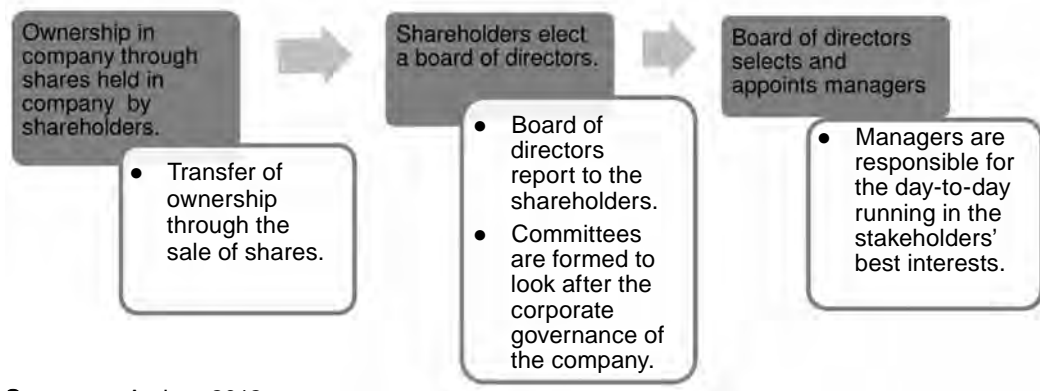 Ownership in
company through
shares held in
company by
shareholders.
● Transfer of
ownership
through the
sale of shares.
Shareholders elect
a board of directors.
● Board of
directors
report to the
shareholders.
● Committees
are formed to
look after the
corporate
governance of
the company.
Board of directors
selects and
appoints managers
● Managers are
responsible for
the day-to-day
running in the
stakeholders'
best interests.